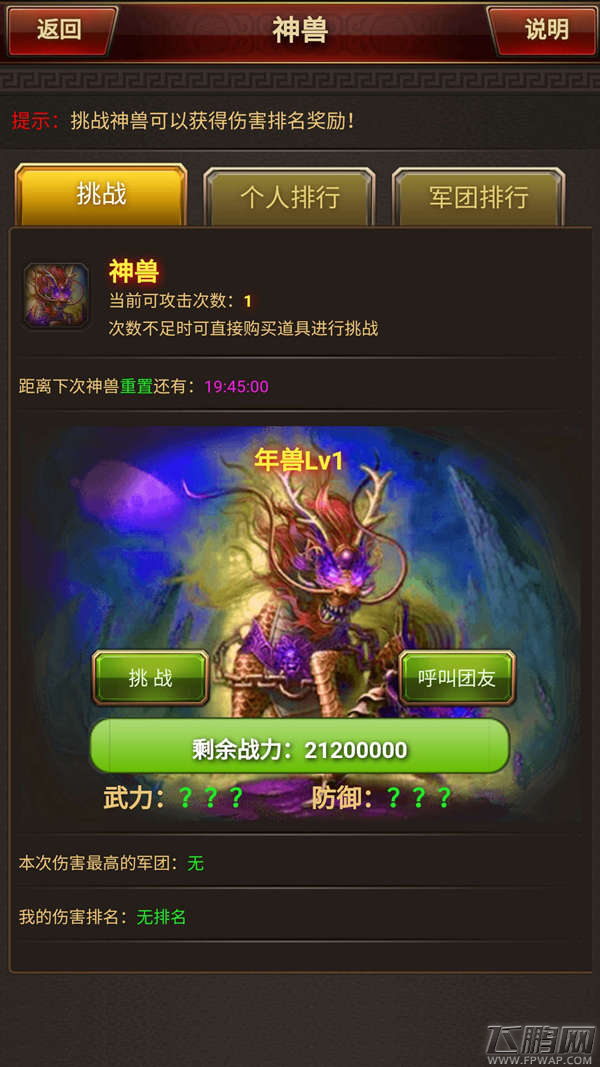 返回
神兽
说明
提示：挑战神兽可以获得伤害排名奖励！
挑战
个人排行
军团排行
神兽
当前可攻击次数：1
次数不足时可直接购买道具进行挑战
距离下次神兽重置还有：19:45:00
年兽Lv1
挑 战
呼叫团友
剩余战力：21200000
武力：？？？
防御：？？？
本次伤害最高的军团：无
我的伤害排名：无排名
飞鹏网
WWW.FPWAP.COM